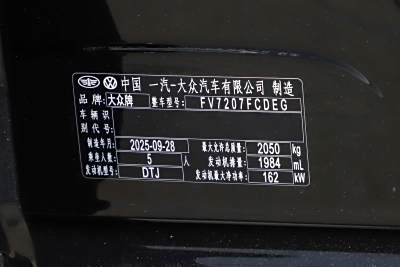 中国 一汽-大众汽车有限公司 制造
品牌 大众牌 整车型号 FV7207FCDEG
车辆识别代号
制造年月 2025-09-28 最大允许总质量 2050 kg
乘坐人数 5 人 发动机排量 1984 mL
发动机型号 DTJ 发动机最大净功率 162 kW